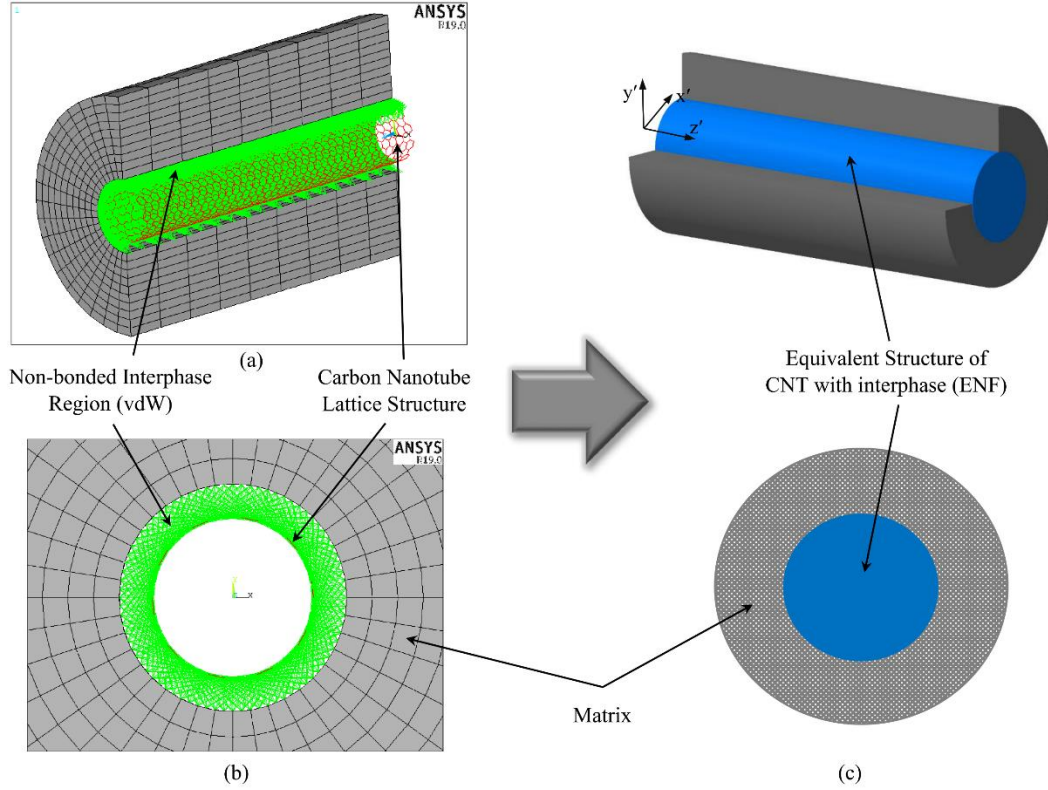 ANSYS
R19.0
z
y'
x'
z'
(a)
Non-bonded Interphase
Region (vdW)
Carbon Nanotube
Lattice Structure
Equivalent Structure of
CNT with interphase (ENF)
ANSYS
R19.0
x
Matrix
(b)
(c)